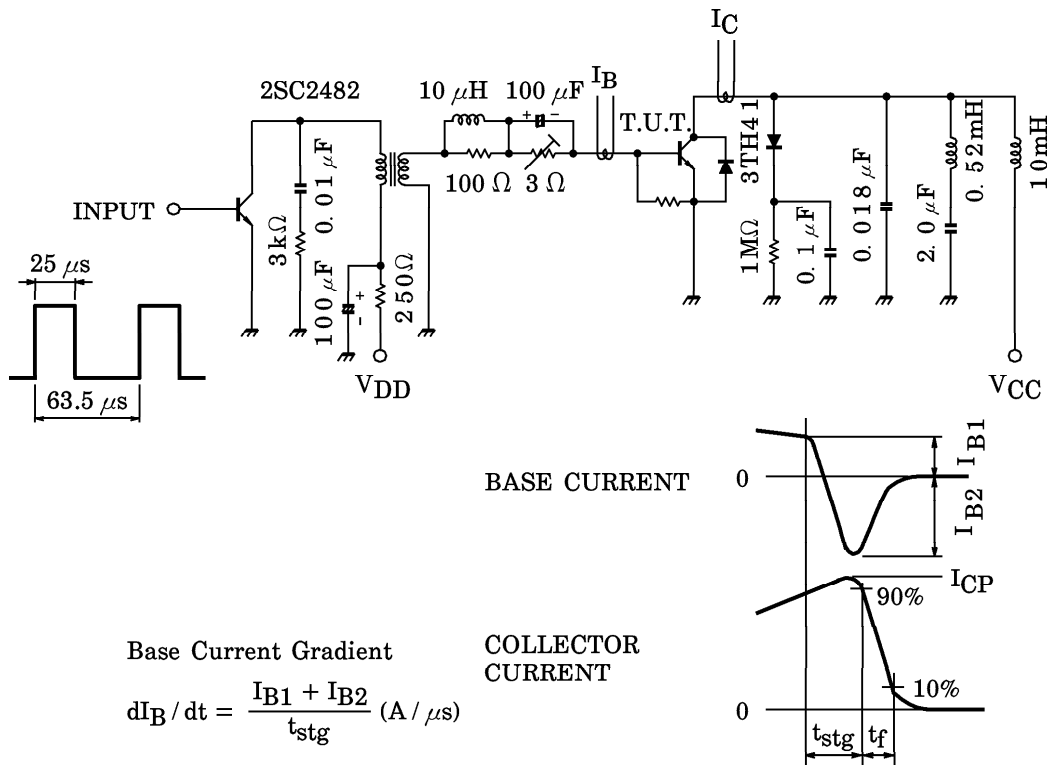 I_C
2SC2482
10 μH
100 μF
I_B
+ −
T.U.T.
100 Ω
3 Ω
3TH41
0.52mH
10mH
0.01 μF
3kΩ
INPUT
1MΩ
0.1 μF
0.018 μF
2.0 μF
25 μs
100 μF
+
−
250Ω
V_DD
V_CC
63.5 μs
BASE CURRENT
0
I_B1
I_B2
I_CP
90%
COLLECTOR
CURRENT
10%
0
t_stg
t_f
Base Current Gradient
dI_B / dt = (I_B1 + I_B2) / t_stg (A / μs)